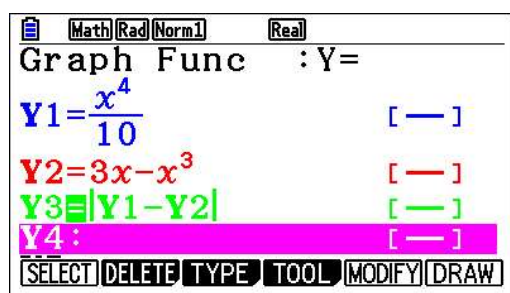 Math Rad Norm1 Real
Graph Func :Y=
Y1=x⁴/10 [—]
Y2=3x-x³ [—]
Y3=|Y1-Y2| [—]
Y4: [—]
SELECT DELETE TYPE TOOL MODIFY DRAW